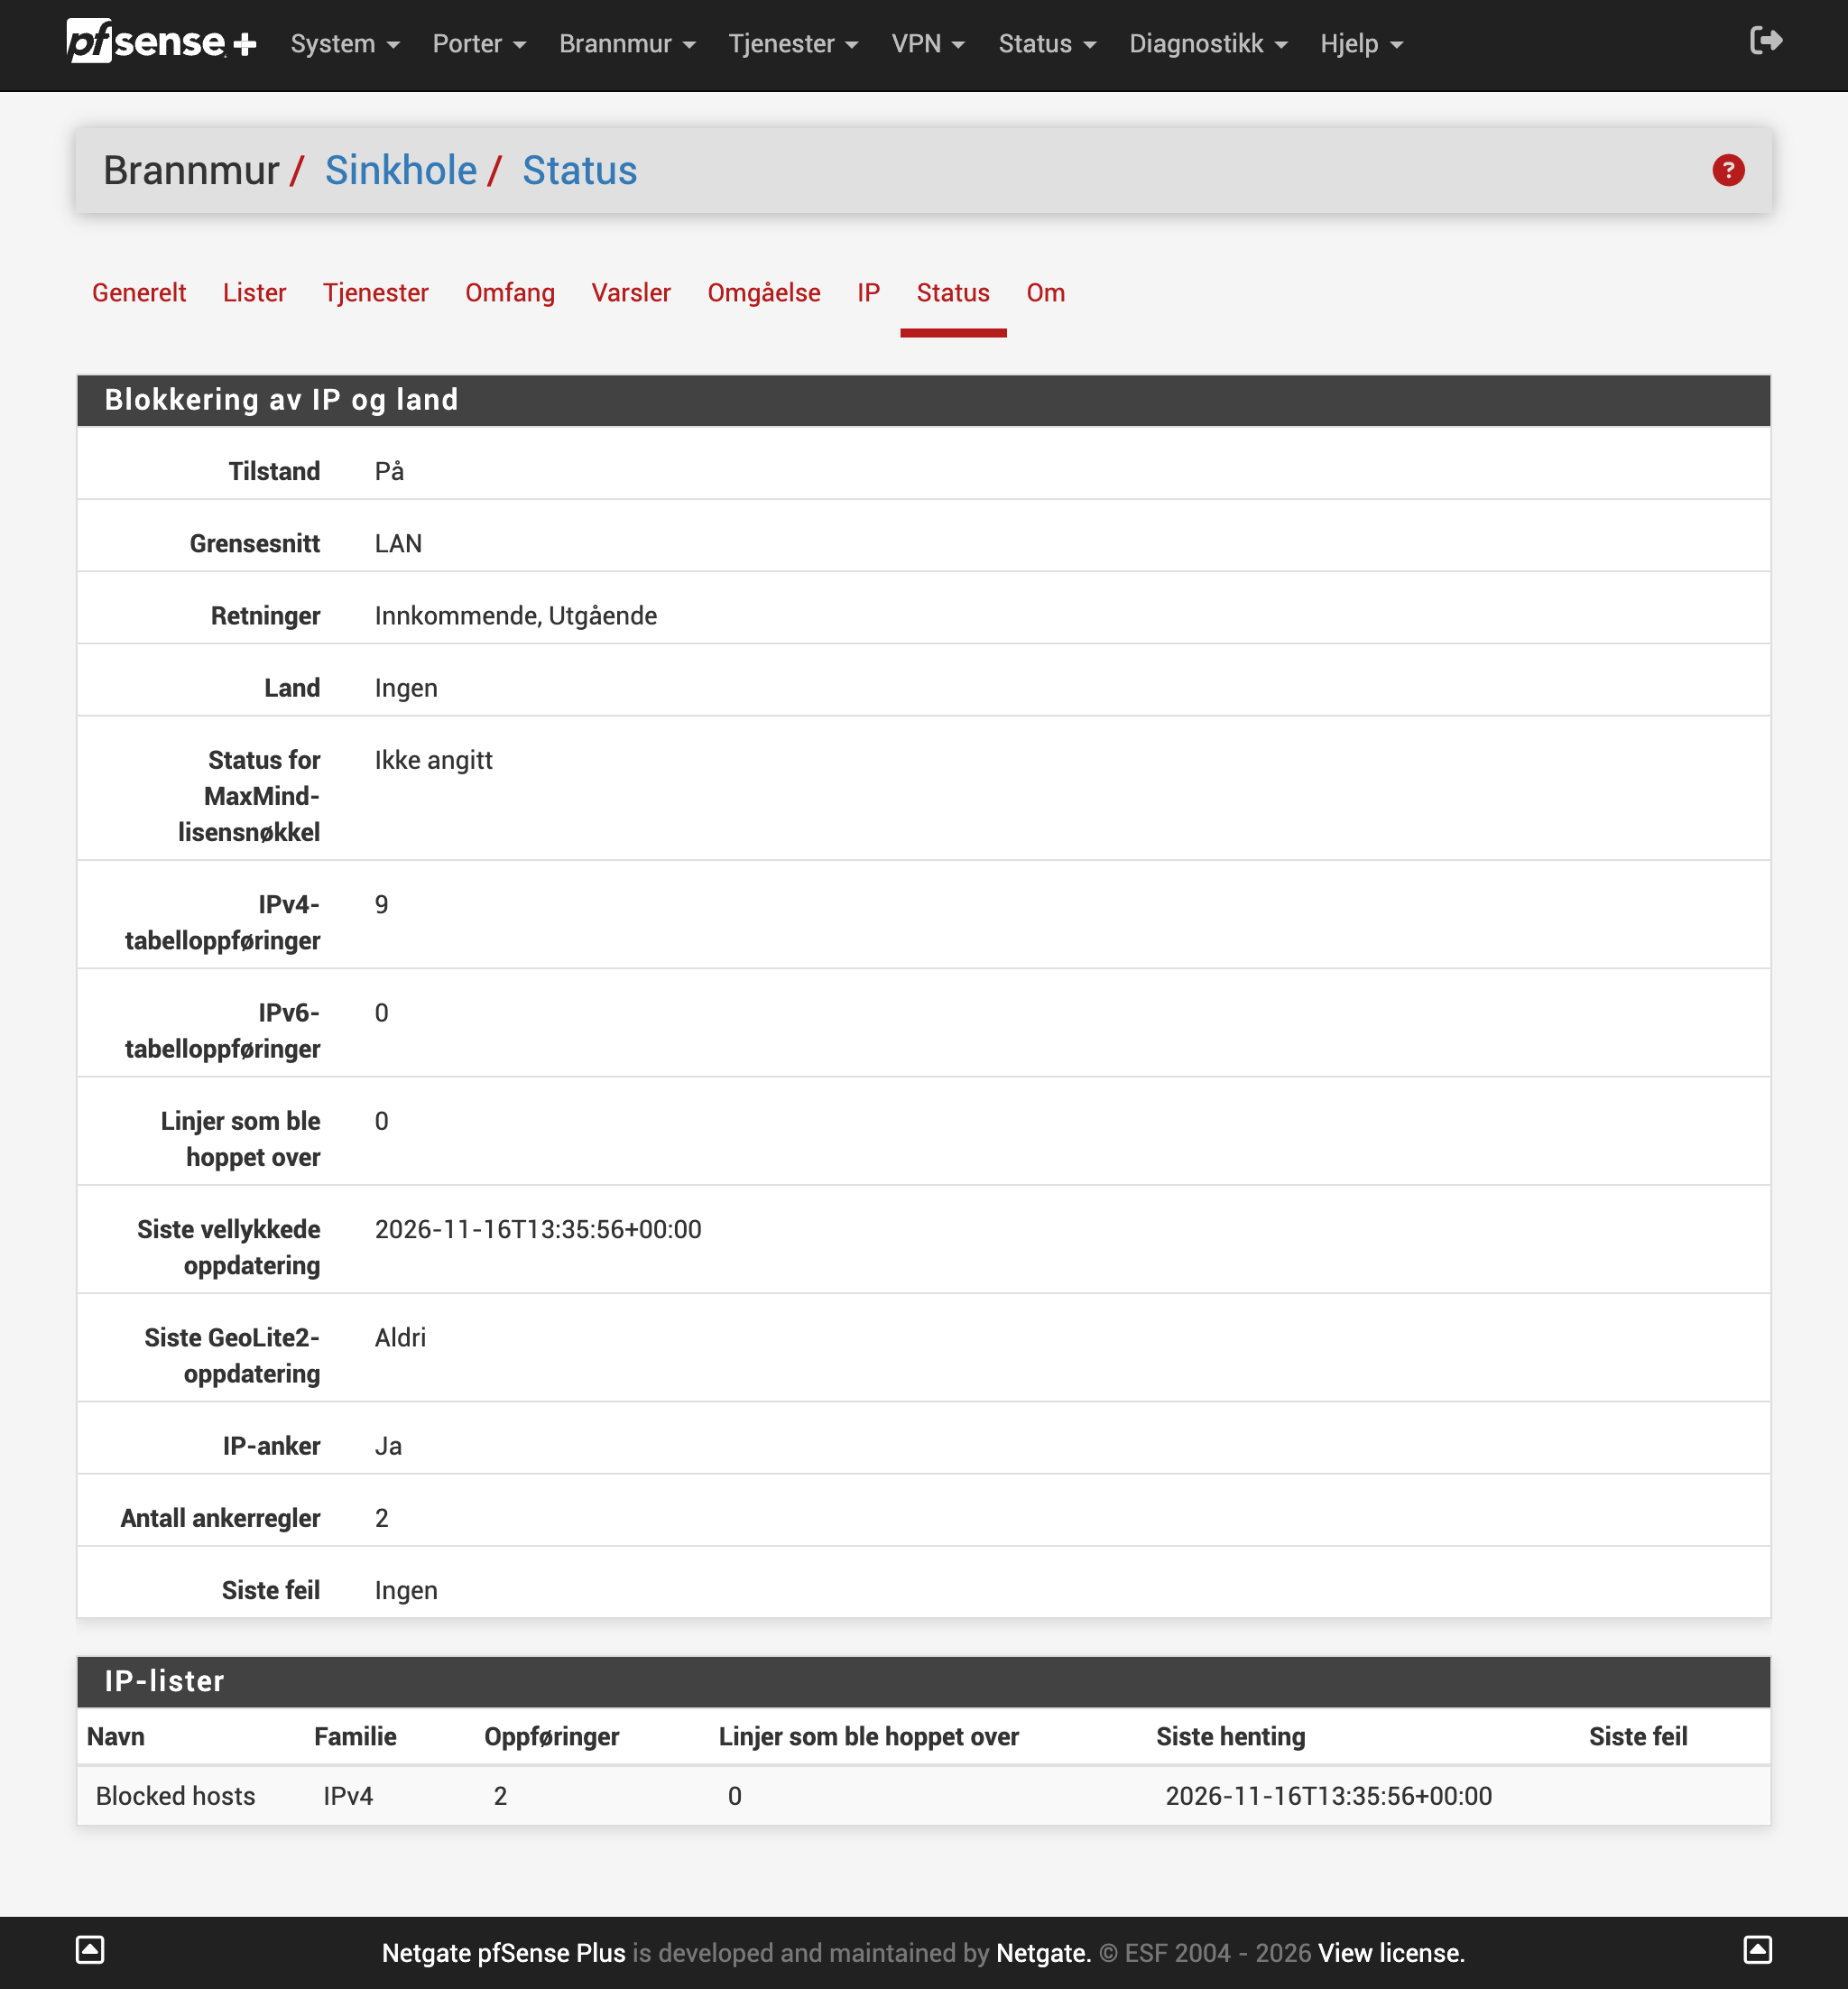 pfsense +
System Porter Brannmur Tjenester VPN Status Diagnostikk Hjelp
Brannmur / Sinkhole / Status
?
Generelt Lister Tjenester Omfang Varsler Omgåelse IP Status Om
Blokkering av IP og land
Tilstand På
Grensesnitt LAN
Retninger Innkommende, Utgående
Land Ingen
Status for Ikke angitt
MaxMind-
lisensnøkkel
IPv4- 9
tabelloppføringer
IPv6- 0
tabelloppføringer
Linjer som ble 0
hoppet over
Siste vellykkede 2026-11-16T13:35:56+00:00
oppdatering
Siste GeoLite2- Aldri
oppdatering
IP-anker Ja
Antall ankerregler 2
Siste feil Ingen
IP-lister
Navn Familie Oppføringer Linjer som ble hoppet over Siste henting Siste feil
Blocked hosts IPv4 2 0 2026-11-16T13:35:56+00:00
Netgate pfSense Plus is developed and maintained by Netgate. © ESF 2004 - 2026 View license.